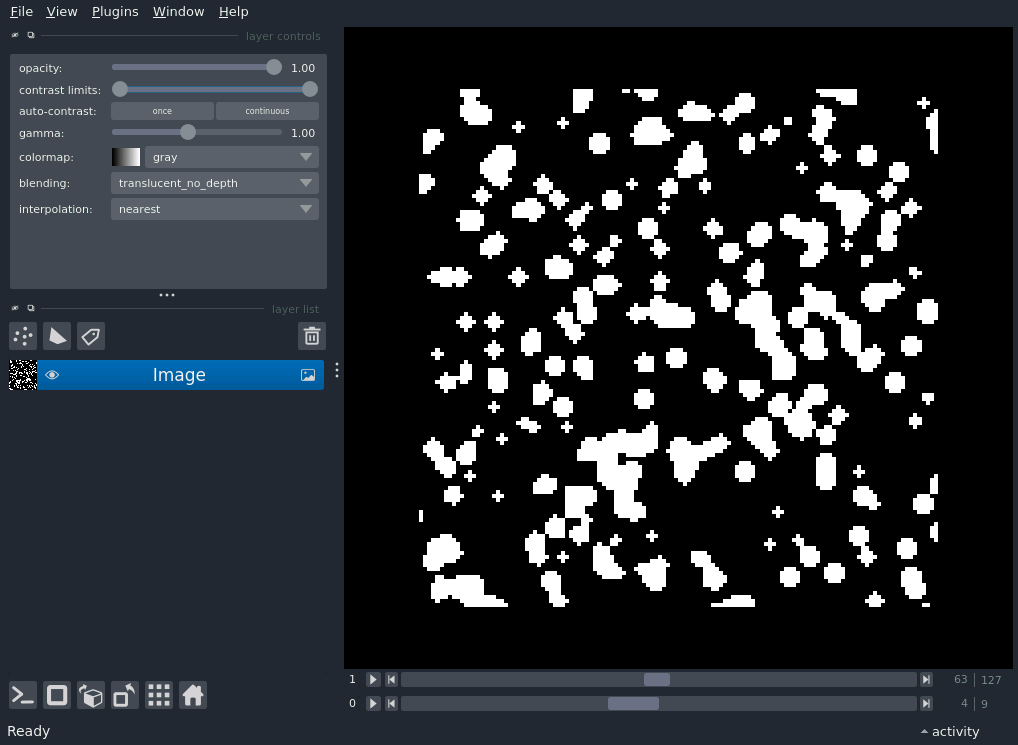 File View Plugins Window Help
layer controls
opacity: 1.00
contrast limits:
auto-contrast: once continuous
gamma: 1.00
colormap: gray
blending: translucent_no_depth
interpolation: nearest
layer list
Image
1 63 127
0 4 9
Ready activity